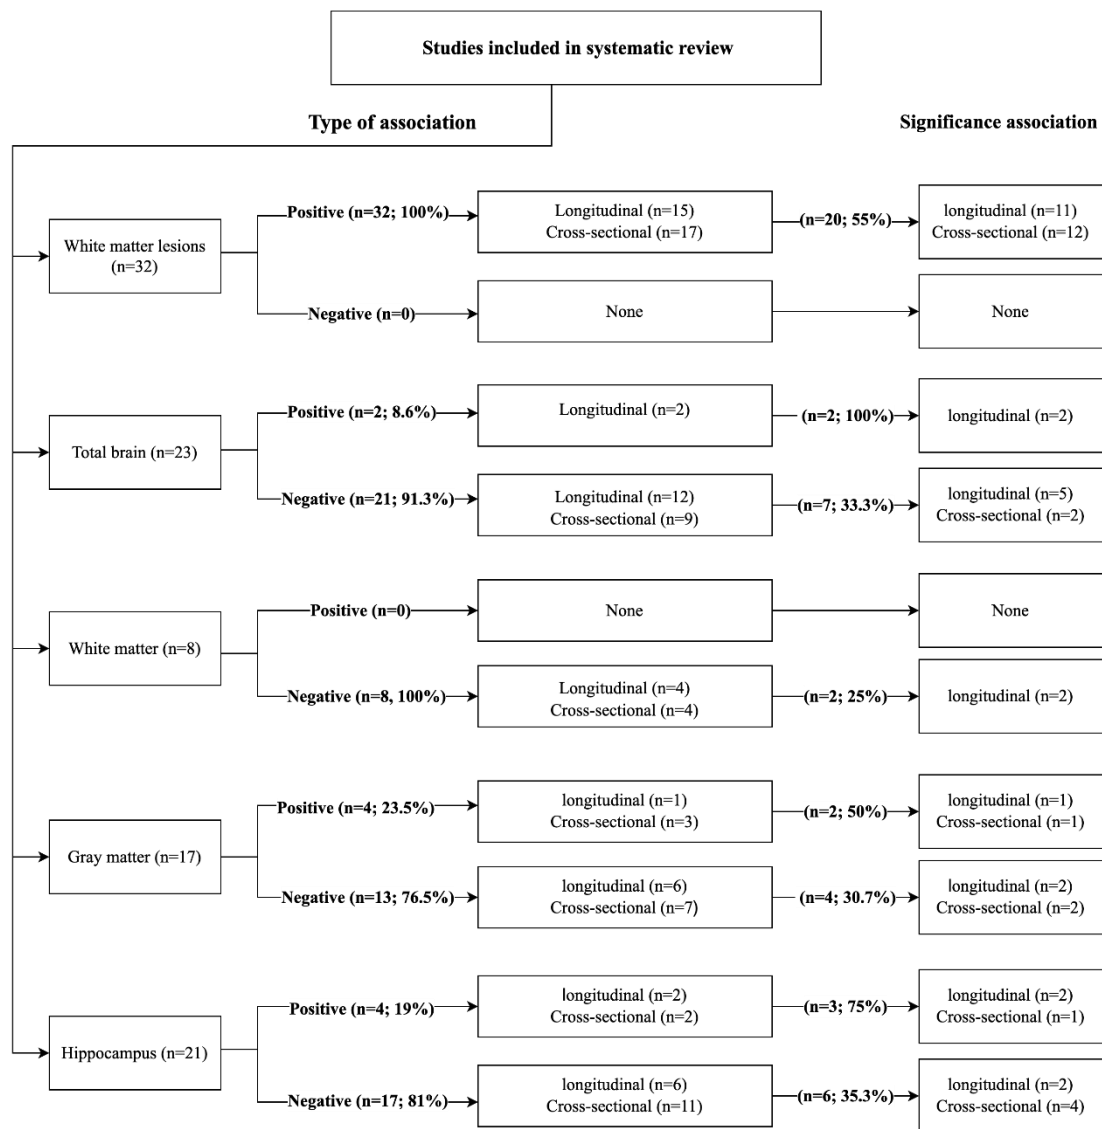 Studies included in systematic review
Type of association
Significance association
White matter lesions
(n=32)
Positive (n=32; 100%)
Longitudinal (n=15)
Cross-sectional (n=17)
(n=20; 55%)
longitudinal (n=11)
Cross-sectional (n=12)
Negative (n=0)
None
None
Total brain (n=23)
Positive (n=2; 8.6%)
Longitudinal (n=2)
(n=2; 100%)
longitudinal (n=2)
Negative (n=21; 91.3%)
Longitudinal (n=12)
Cross-sectional (n=9)
(n=7; 33.3%)
longitudinal (n=5)
Cross-sectional (n=2)
White matter (n=8)
Positive (n=0)
None
None
Negative (n=8, 100%)
Longitudinal (n=4)
Cross-sectional (n=4)
(n=2; 25%)
longitudinal (n=2)
Gray matter (n=17)
Positive (n=4; 23.5%)
longitudinal (n=1)
Cross-sectional (n=3)
(n=2; 50%)
longitudinal (n=1)
Cross-sectional (n=1)
Negative (n=13; 76.5%)
longitudinal (n=6)
Cross-sectional (n=7)
(n=4; 30.7%)
longitudinal (n=2)
Cross-sectional (n=2)
Hippocampus (n=21)
Positive (n=4; 19%)
longitudinal (n=2)
Cross-sectional (n=2)
(n=3; 75%)
longitudinal (n=2)
Cross-sectional (n=1)
Negative (n=17; 81%)
longitudinal (n=6)
Cross-sectional (n=11)
(n=6; 35.3%)
longitudinal (n=2)
Cross-sectional (n=4)